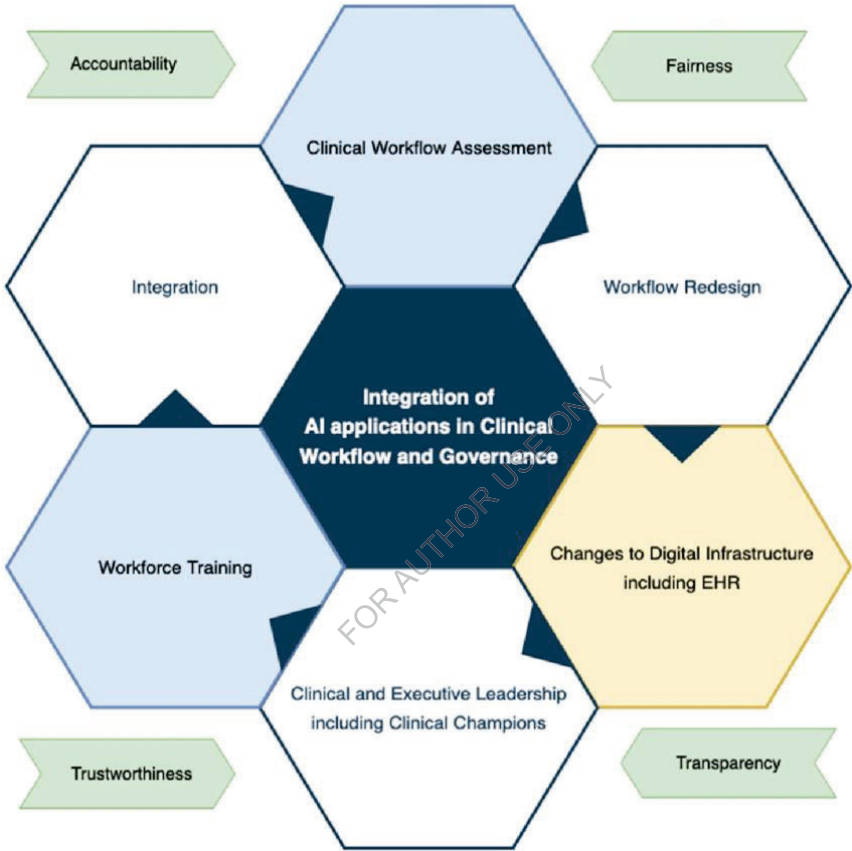 Accountability
Fairness
Clinical Workflow Assessment
Integration
Workflow Redesign
Integration of
AI applications in Clinical
Workflow and Governance
FOR AUTHOR USE ONLY
Workforce Training
Changes to Digital Infrastructure
including EHR
Clinical and Executive Leadership
including Clinical Champions
Trustworthiness
Transparency